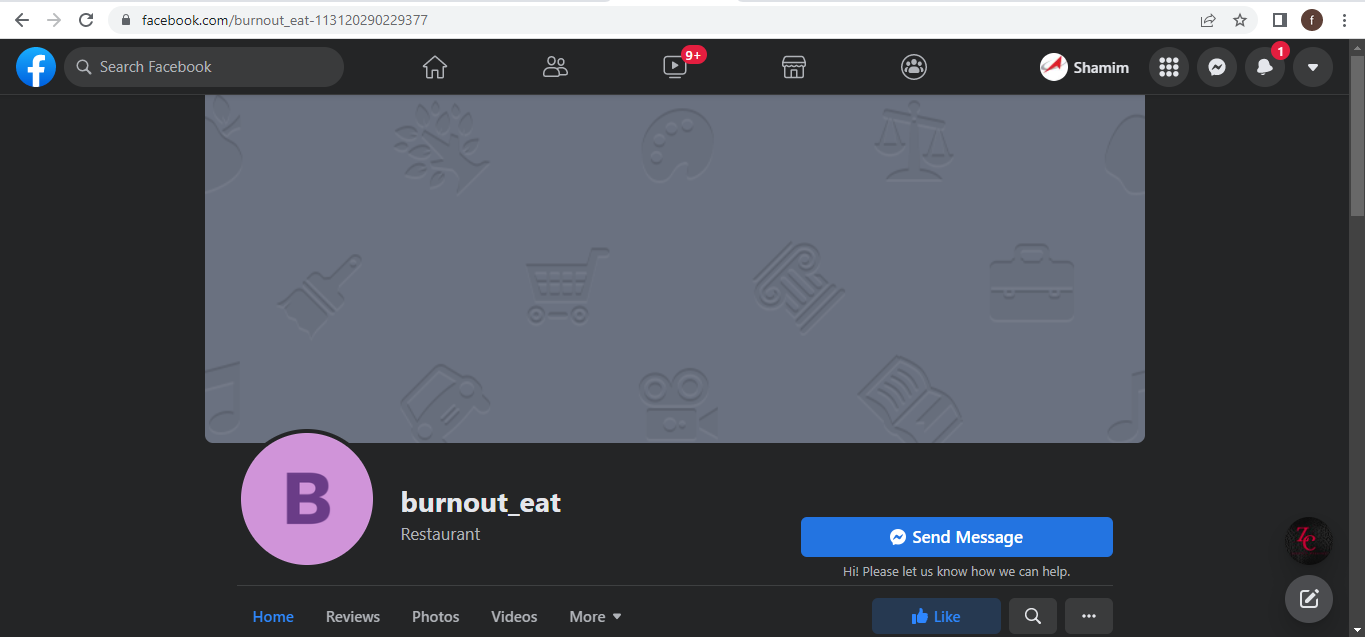 facebook.com/burnout_eat-113120290229377
f
f
Search Facebook
9+
Shamim
1
B
burnout_eat
Restaurant
Send Message
Hi! Please let us know how we can help.
ZC
Home Reviews Photos Videos More
Like